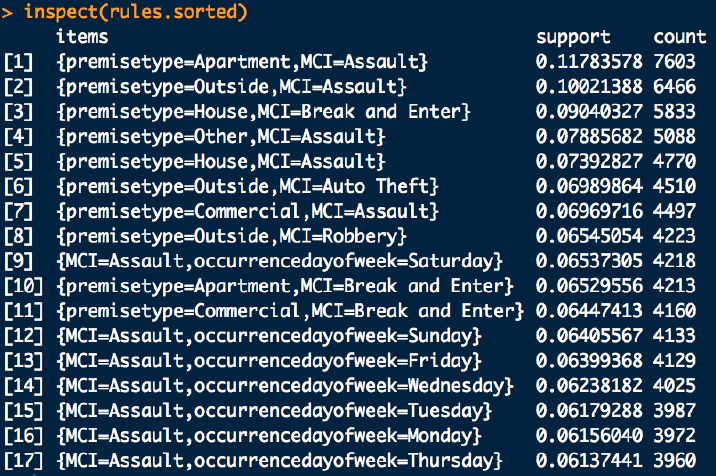 > inspect(rules.sorted)
items support count
[1] {premisetype=Apartment,MCI=Assault} 0.11783578 7603
[2] {premisetype=Outside,MCI=Assault} 0.10021388 6466
[3] {premisetype=House,MCI=Break and Enter} 0.09040327 5833
[4] {premisetype=Other,MCI=Assault} 0.07885682 5088
[5] {premisetype=House,MCI=Assault} 0.07392827 4770
[6] {premisetype=Outside,MCI=Auto Theft} 0.06989864 4510
[7] {premisetype=Commercial,MCI=Assault} 0.06969716 4497
[8] {premisetype=Outside,MCI=Robbery} 0.06545054 4223
[9] {MCI=Assault,occurrencedayofweek=Saturday} 0.06537305 4218
[10] {premisetype=Apartment,MCI=Break and Enter} 0.06529556 4213
[11] {premisetype=Commercial,MCI=Break and Enter} 0.06447413 4160
[12] {MCI=Assault,occurrencedayofweek=Sunday} 0.06405567 4133
[13] {MCI=Assault,occurrencedayofweek=Friday} 0.06399368 4129
[14] {MCI=Assault,occurrencedayofweek=Wednesday} 0.06238182 4025
[15] {MCI=Assault,occurrencedayofweek=Tuesday} 0.06179288 3987
[16] {MCI=Assault,occurrencedayofweek=Monday} 0.06156040 3972
[17] {MCI=Assault,occurrencedayofweek=Thursday} 0.06137441 3960